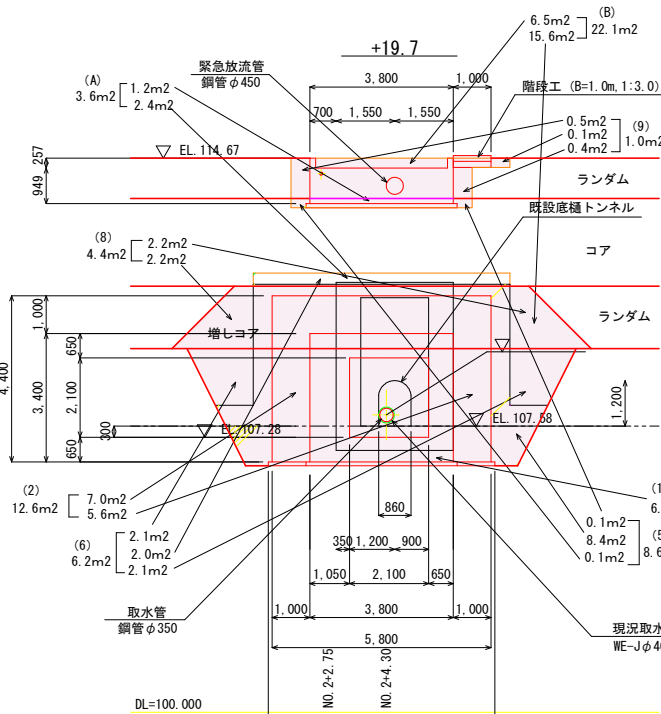 +19.7
(B)
6.5m2
15.6m2
22.1m2
緊急放流管
鋼管φ450
3,800
1,000
階段工 (B=1.0m,1:3.0)
(A)
3.6m2
1.2m2
2.4m2
700
1,550
1,550
0.5m2
0.1m2
0.4m2
(9)
1.0m2
257
EL.114.67
949
ランダム
既設底樋トンネル
コア
(8)
4.4m2
2.2m2
2.2m2
ランダム
増しコア
1,000
650
4,400
3,400
2,100
650
300
EL.107.28
EL.107.58
1,200
(2)
12.6m2
7.0m2
5.6m2
860
(6)
6.2m2
2.1m2
2.0m2
2.1m2
350
1,200
900
0.1m2
8.4m2
0.1m2
1,050
2,100
650
取水管
鋼管φ350
1,000
3,800
1,000
5,800
NO.2+2.75
NO.2+4.30
DL=100.000